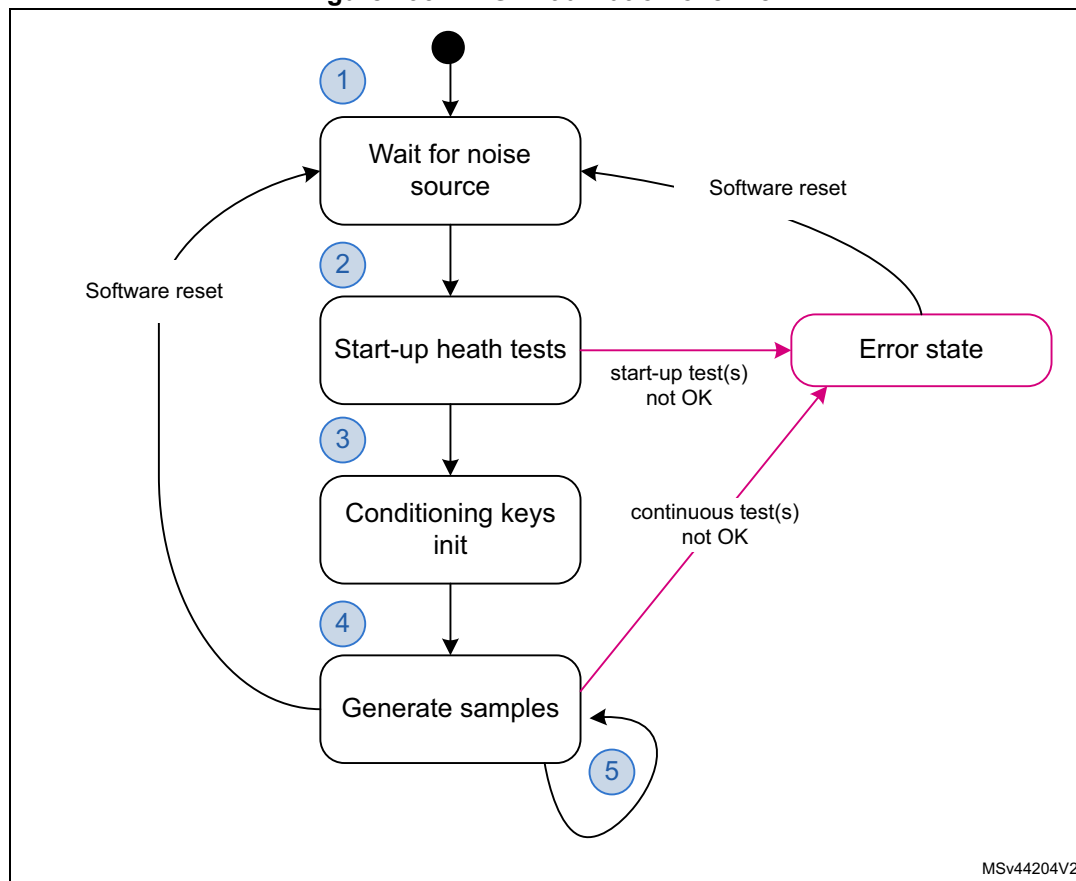 1
Wait for noise
source
Software reset
2
Software reset
Start-up heath tests
Error state
start-up test(s)
not OK
3
Conditioning keys
init
continuous test(s)
not OK
4
Generate samples
5
MSv44204V2